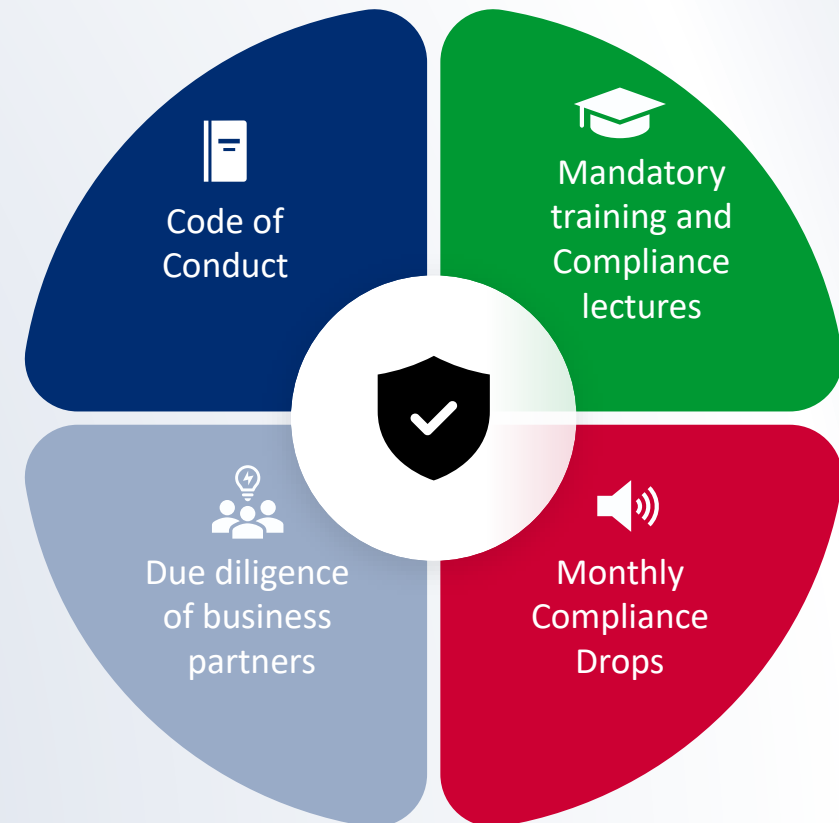 Code of
Conduct
Mandatory
training and
Compliance
lectures
Due diligence
of business
partners
Monthly
Compliance
Drops